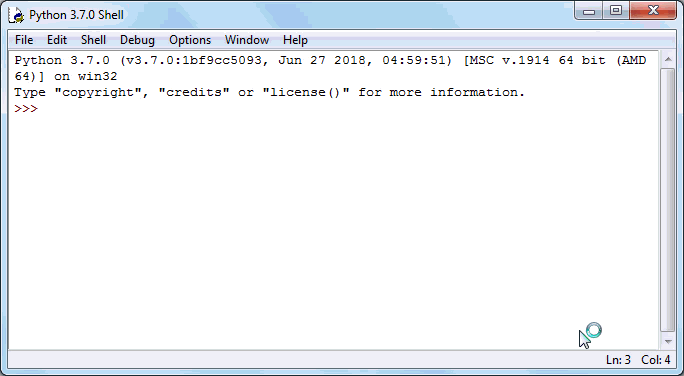 Python 3.7.0 Shell
File Edit Shell Debug Options Window Help
Python 3.7.0 (v3.7.0:1bf9cc5093, Jun 27 2018, 04:59:51) [MSC v.1914 64 bit (AMD
64)] on win32
Type "copyright", "credits" or "license()" for more information.
>>>
Ln: 3 Col: 4